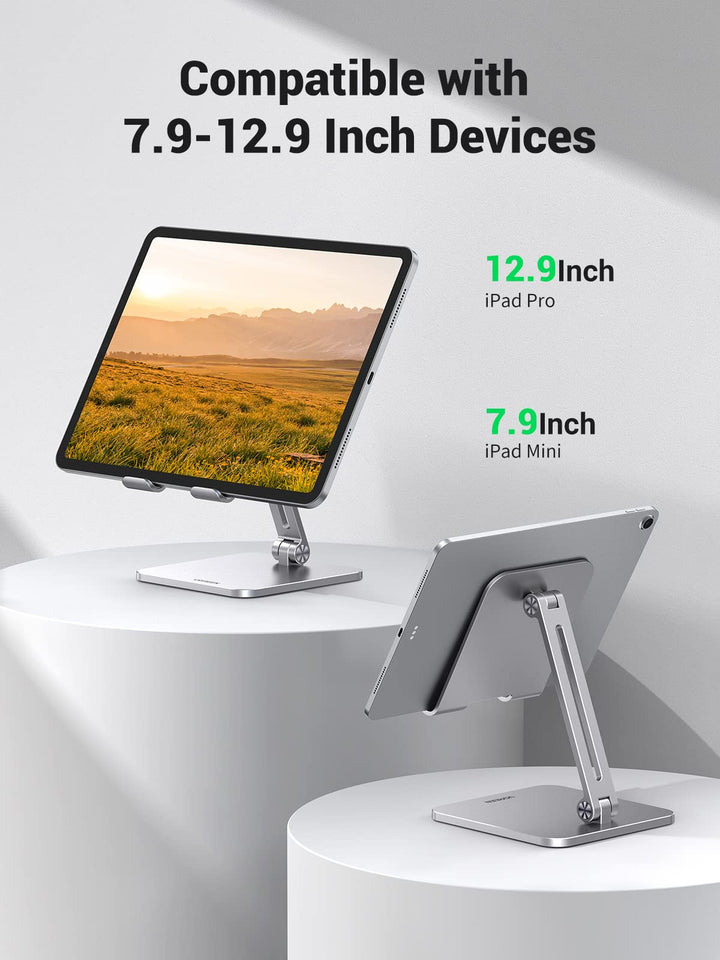 Compatible with
7.9-12.9 Inch Devices
12.9Inch
iPad Pro
7.9Inch
iPad Mini